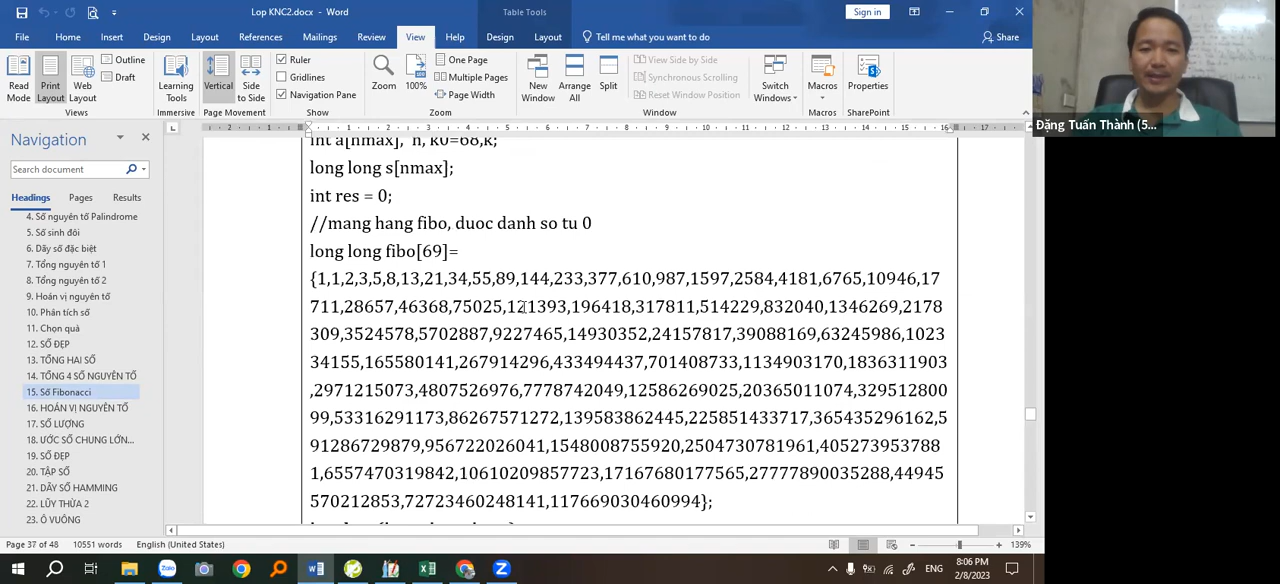 Lop KNC2.docx - Word
Table Tools
Sign in
File
Home
Insert
Design
Layout
References
Mailings
Review
View
Help
Design
Layout
Tell me what you want to do
Share
Read Mode
Print Layout
Web Layout
Outline
Draft
Views
Learning Tools
Immersive
Vertical
Side to Side
Page Movement
Ruler
Gridlines
Navigation Pane
Show
Zoom
100%
One Page
Multiple Pages
Page Width
Zoom
New Window
Arrange All
Split
View Side by Side
Synchronous Scrolling
Reset Window Position
Window
Switch Windows
Macros
Macros
Properties
SharePoint
Đặng Tuấn Thành (5...
Navigation
Search document
Headings
Pages
Results
4. Số nguyên tố Palindrome
5. Số sinh đôi
6. Dãy số đặc biệt
7. Tổng nguyên tố 1
8. Tổng nguyên tố 2
9. Hoán vị nguyên tố
10. Phân tích số
11. Chọn quà
12. SỐ ĐẸP
13. TỔNG HAI SỐ
14. TỔNG 4 SỐ NGUYÊN TỐ
15. Số Fibonacci
16. HOÁN VỊ NGUYÊN TỐ
17. SỐ LƯỢNG
18. ƯỚC SỐ CHUNG LỚN...
19. SỐ ĐẸP
20. TẬP SỐ
21. DÃY SỐ HAMMING
22. LŨY THỪA 2
23. Ô VUÔNG
int a[nmax], n, k0=68,k;
long long s[nmax];
int res = 0;
//mang hang fibo, duoc danh so tu 0
long long fibo[69]=
{1,1,2,3,5,8,13,21,34,55,89,144,233,377,610,987,1597,2584,4181,6765,10946,17
711,28657,46368,75025,121393,196418,317811,514229,832040,1346269,2178
309,3524578,5702887,9227465,14930352,24157817,39088169,63245986,1023
34155,165580141,267914296,433494437,701408733,1134903170,1836311903
,2971215073,4807526976,7778742049,12586269025,20365011074,329512800
99,53316291173,86267571272,139583862445,225851433717,365435296162,5
91286729879,956722026041,1548008755920,2504730781961,405273953788
1,6557470319842,10610209857723,17167680177565,27777890035288,44945
570212853,72723460248141,117669030460994};
Page 37 of 48
10551 words
English (United States)
139%
Zalo
ENG
8:06 PM
2/8/2023